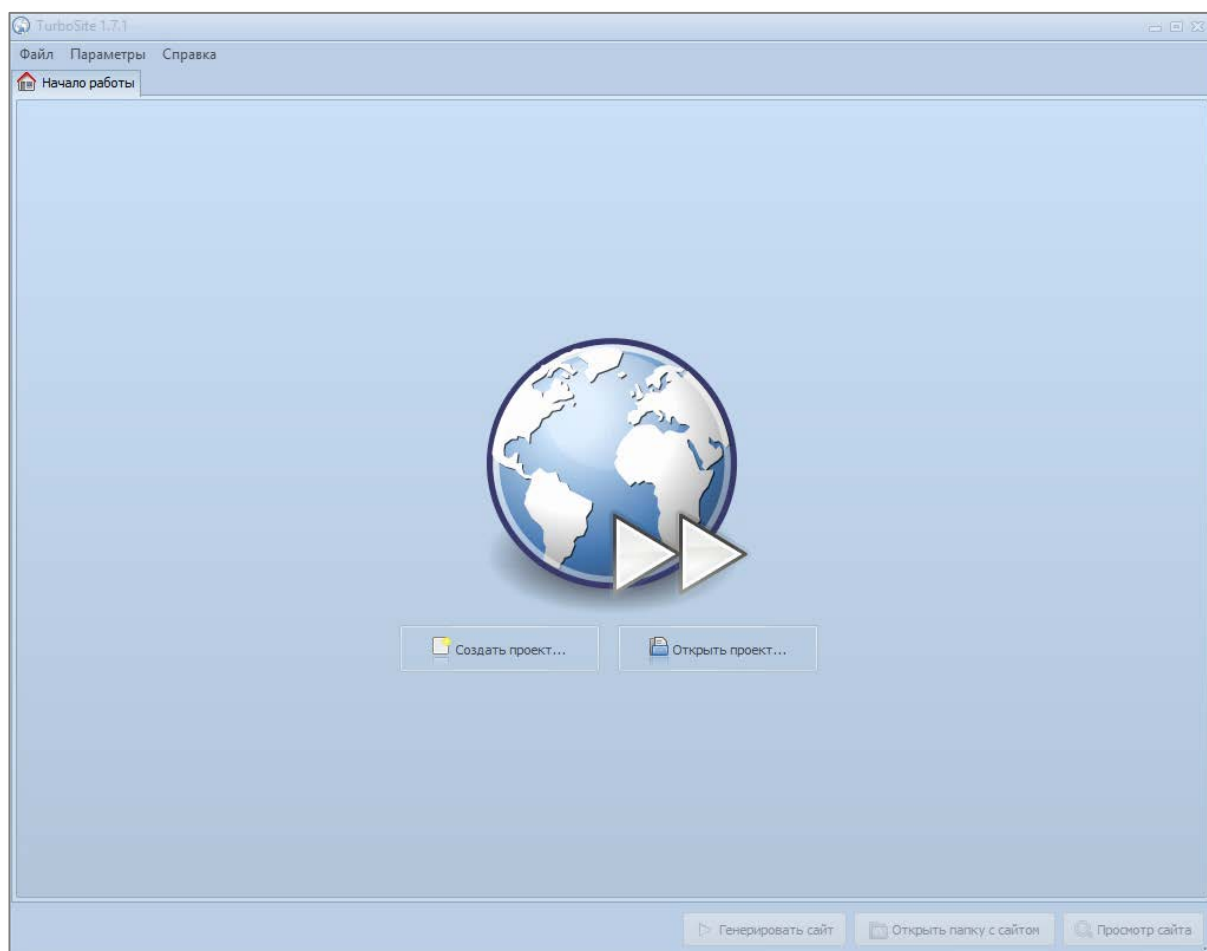 TurboSite 1.7.1
Файл Параметры Справка
Начало работы
Создать проект... Открыть проект...
Генерировать сайт Открыть папку с сайтом Просмотр сайта